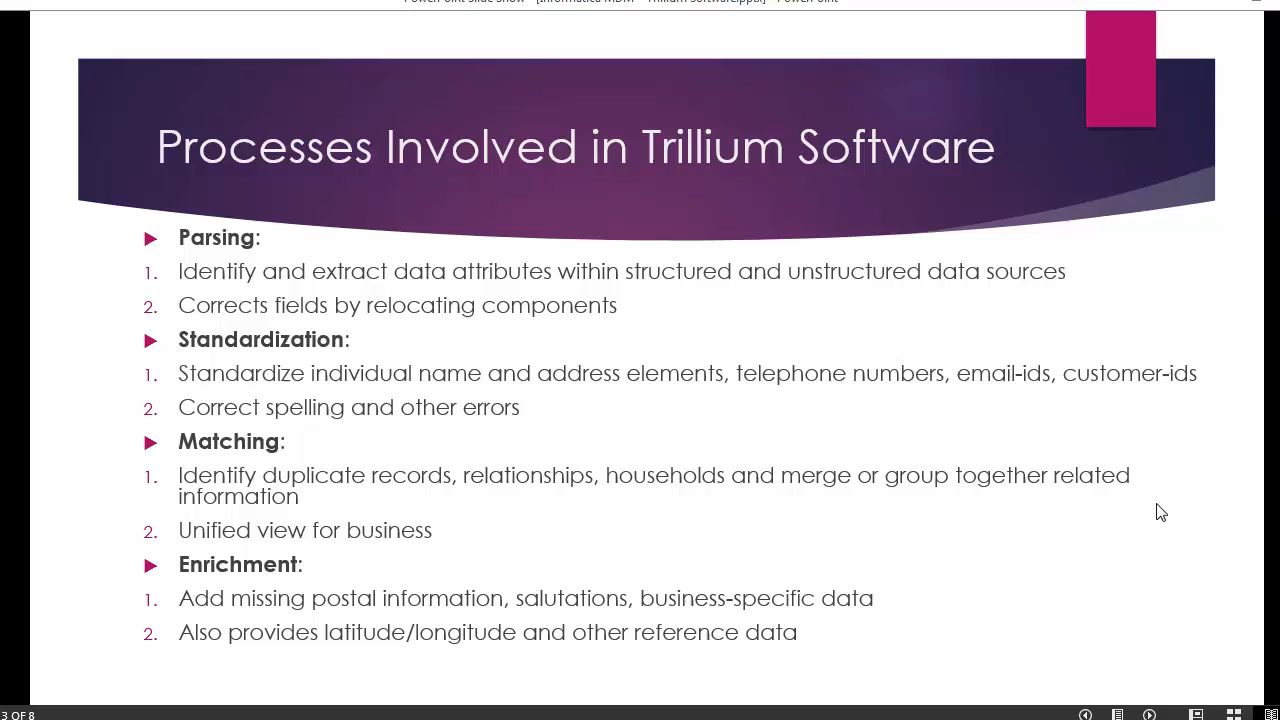 Processes Involved in Trillium Software
Parsing:
1. Identify and extract data attributes within structured and unstructured data sources
2. Corrects fields by relocating components
Standardization:
1. Standardize individual name and address elements, telephone numbers, email-ids, customer-ids
2. Correct spelling and other errors
Matching:
1. Identify duplicate records, relationships, households and merge or group together related
information
2. Unified view for business
Enrichment:
1. Add missing postal information, salutations, business-specific data
2. Also provides latitude/longitude and other reference data
3 OF 8